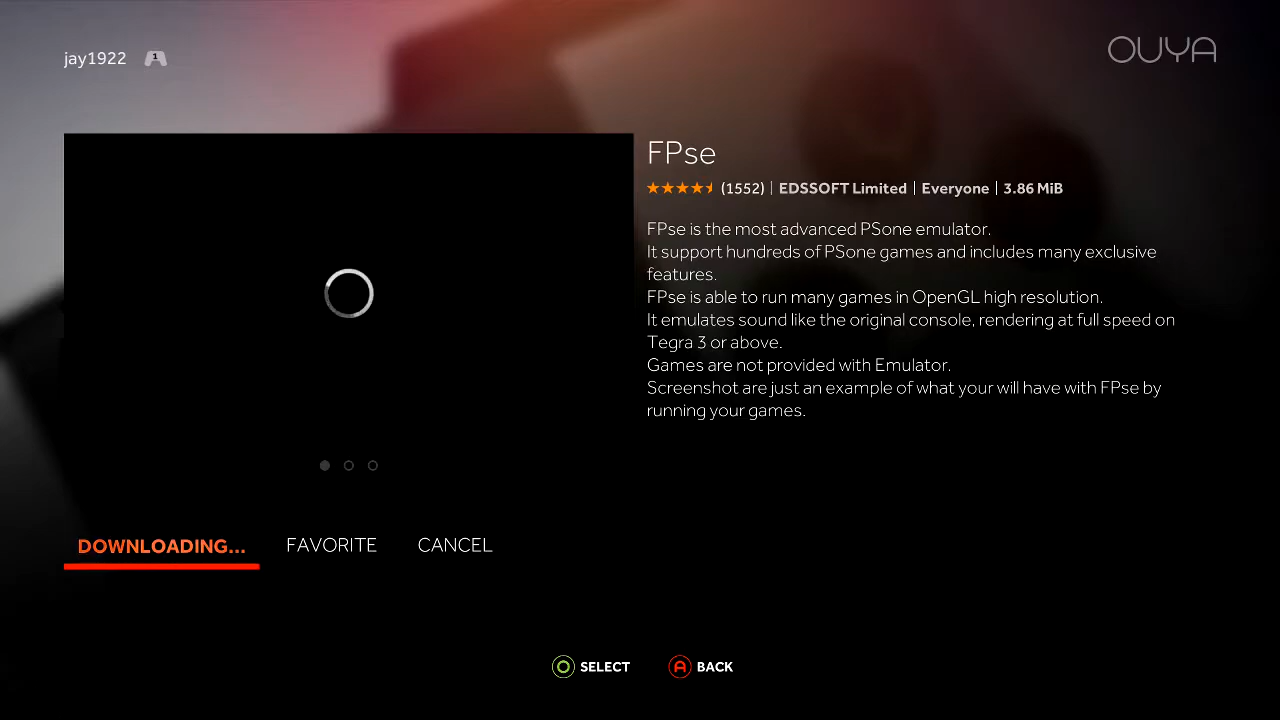 jay1922 1
OUYA
FPse
(1552) | EDSSOFT Limited | Everyone | 3.86 MiB
FPse is the most advanced PSone emulator.
It support hundreds of PSone games and includes many exclusive
features.
FPse is able to run many games in OpenGL high resolution.
It emulates sound like the original console, rendering at full speed on
Tegra 3 or above.
Games are not provided with Emulator.
Screenshot are just an example of what your will have with FPse by
running your games.
DOWNLOADING... FAVORITE CANCEL
O SELECT A BACK